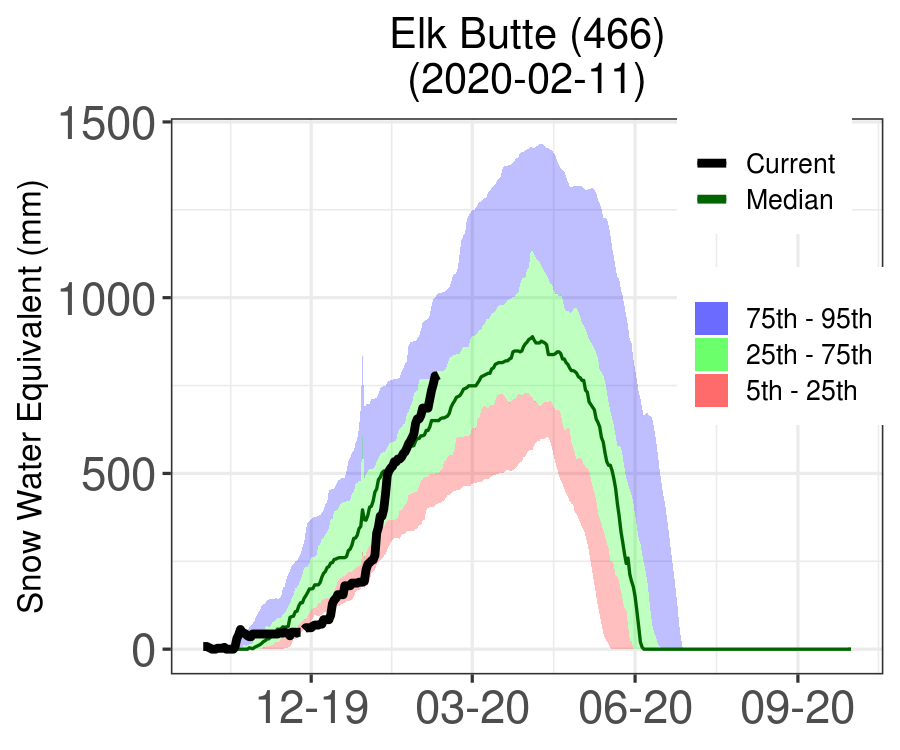 Elk Butte (466)
(2020-02-11)
Snow Water Equivalent (mm)
1500
1000
500
0
Current
Median
75th - 95th
25th - 75th
5th - 25th
12-19 03-20 06-20 09-20